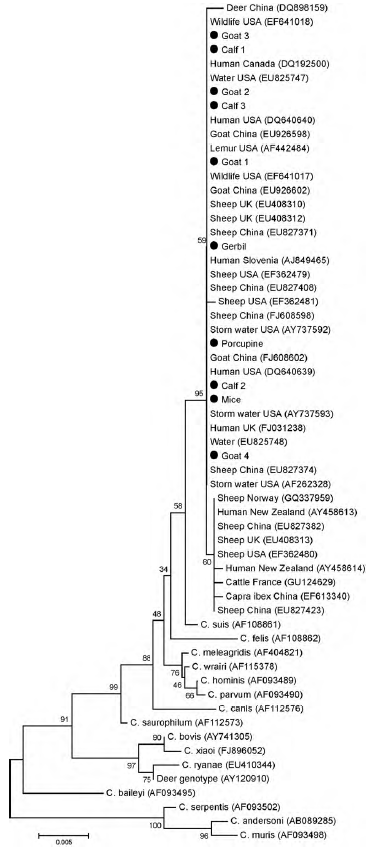 Deer China (DQ898159)
Wildlife USA (EF641018)
Goat 3
Calf 1
Human Canada (DQ192500)
Water USA (EU825747)
Goat 2
Calf 3
Human USA (DQ640640)
Goat China (EU926598)
Lemur USA (AF442484)
Goat 1
Wildlife USA (EF641017)
Goat China (EU926602)
Sheep UK (EU408310)
Sheep UK (EU408312)
Sheep China (EU827371)
59
Gerbil
Human Slovenia (AJ849465)
Sheep USA (EF362479)
Sheep China (EU827408)
Sheep USA (EF362481)
Sheep China (FJ608598)
Storn water USA (AY737592)
Porcupine
Goat China (FJ608602)
Human USA (DQ640639)
Calf 2
95
Mice
Storm water USA (AY737593)
Human UK (FJ031238)
Water (EU825748)
Goat 4
Sheep China (EU827374)
Storn water USA (AF262328)
Sheep Norway (GQ337959)
Human New Zealand (AY458613)
58
Sheep China (EU827382)
Sheep UK (EU408313)
Sheep USA (EF362480)
60
Human New Zealand (AY458614)
34
Cattle France (GU124629)
Capra ibex China (EF613340)
Sheep China (EU827423)
48
C. suis (AF108861)
C. felis (AF108862)
C. meleagridis (AF404821)
86
C. wrairi (AF115378)
76
C. hominis (AF093489)
46
C. parvum (AF093490)
66
99
C. canis (AF112576)
C. saurophilum (AF112573)
91
90
C. bovis (AY741305)
C. xiaoi (FJ896052)
97
C. ryanae (EU410344)
75
Deer genotype (AY120910)
C. baileyi (AF093495)
C. serpentis (AF093502)
100
C. andersoni (AB089285)
96
C. muris (AF093498)
0.005